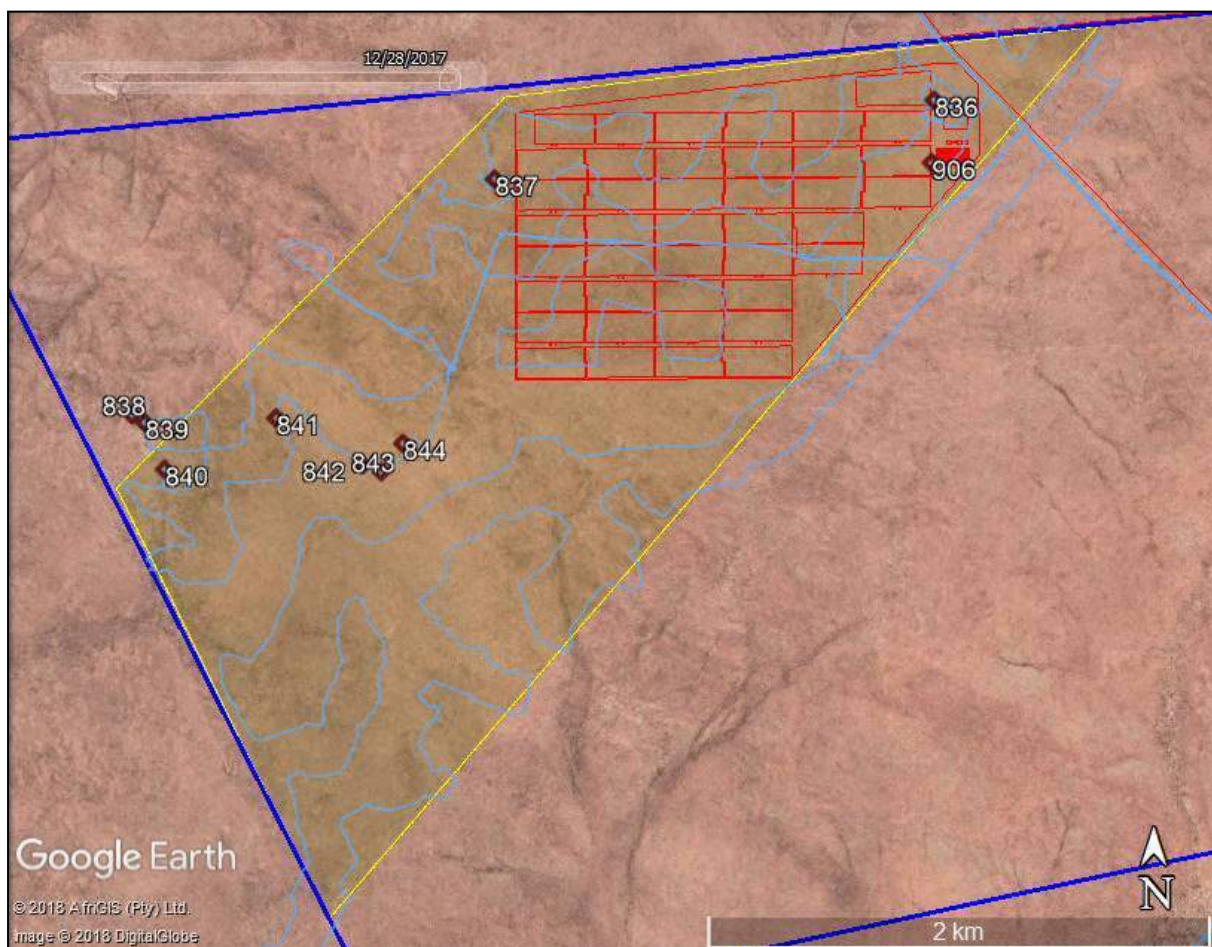 12/28/2017
836
906
837
838
839
841
844
843
842
840
Google Earth
N
© 2018 AfriGIS (Pty) Ltd.
Image © 2018 DigitalGlobe
2 km